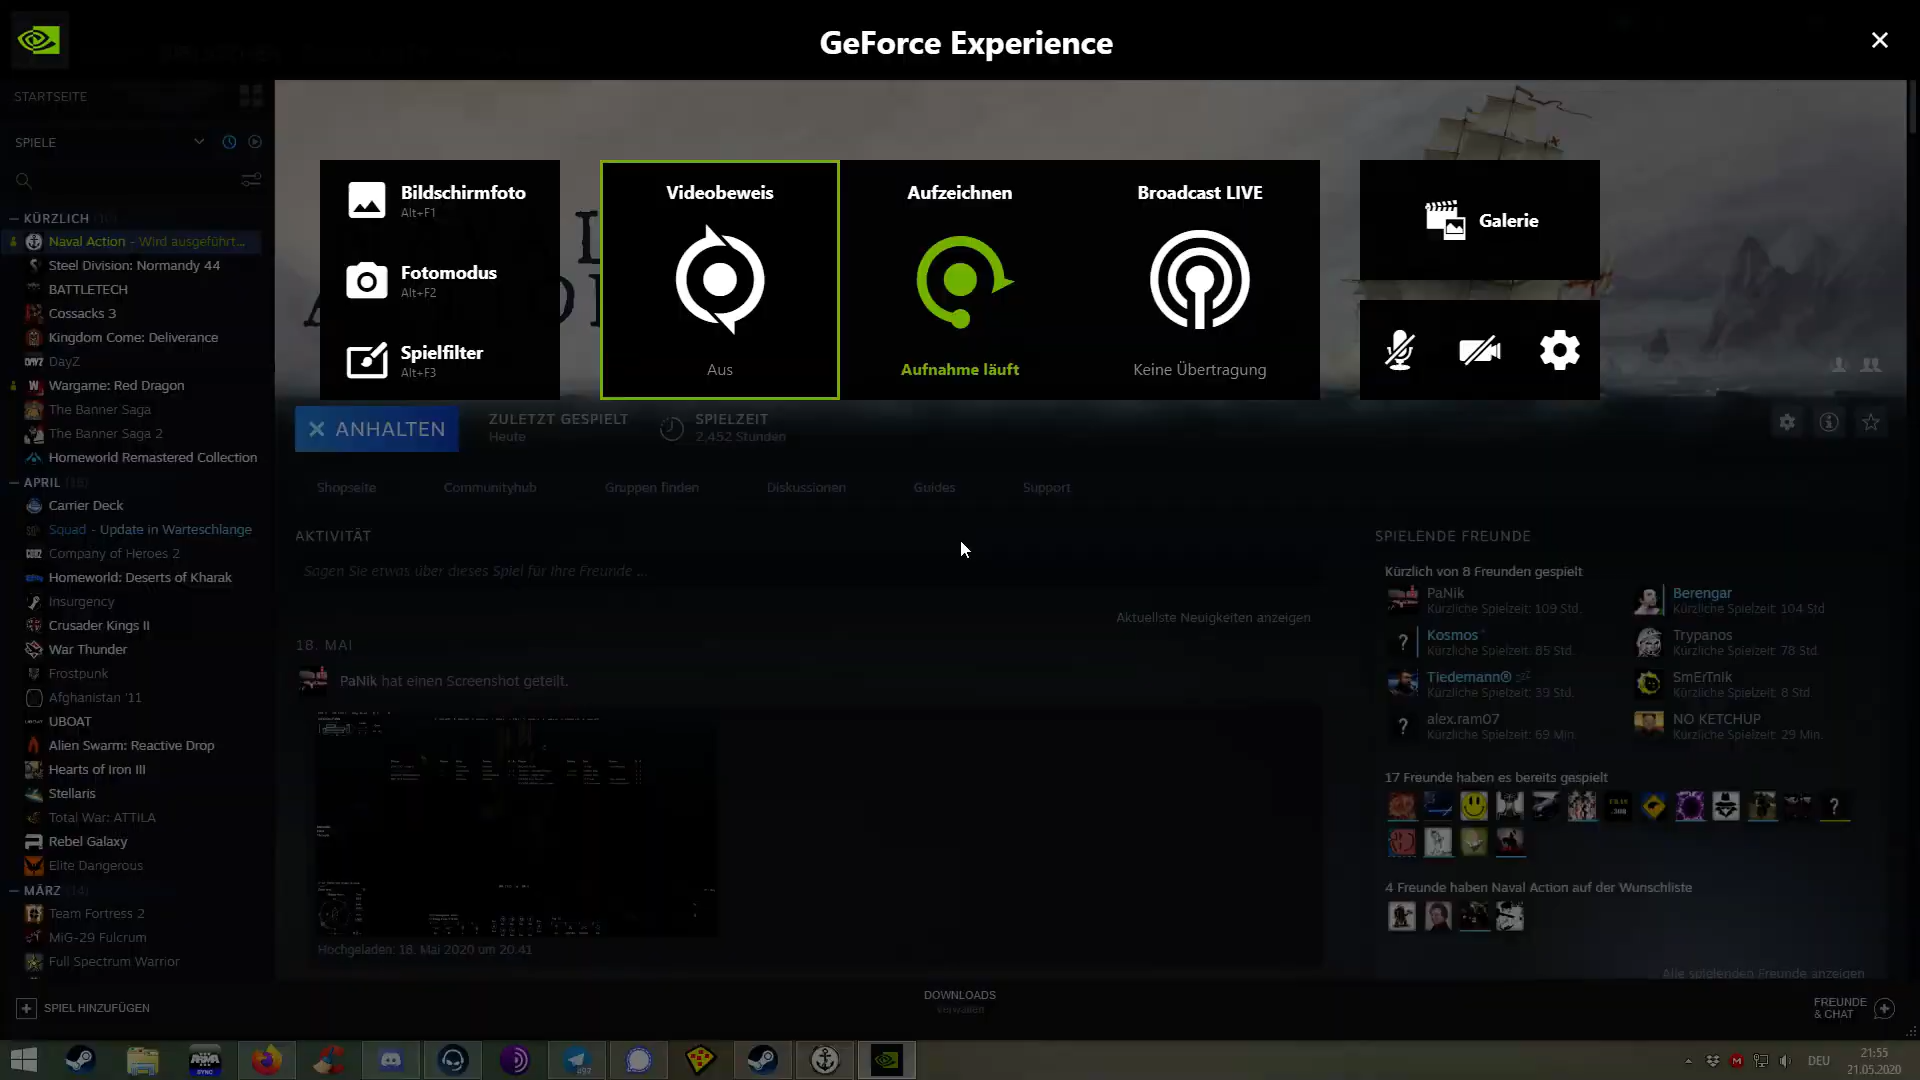 GeForce Experience
STARTSEITE
SPIELE
KÜRZLICH
Naval Action - Wird ausgeführt...
Steel Division: Normandy 44
BATTLETECH
Cossacks 3
Kingdom Come: Deliverance
DayZ
Wargame: Red Dragon
The Banner Saga
The Banner Saga 2
Homeworld Remastered Collection
APRIL (18)
Carrier Deck
Squad - Update in Warteschlange
Company of Heroes 2
Homeworld: Deserts of Kharak
Insurgency
Crusader Kings II
War Thunder
Frostpunk
Afghanistan '11
UBOAT
Alien Swarm: Reactive Drop
Hearts of Iron III
Stellaris
Total War: ATTILA
Rebel Galaxy
Elite Dangerous
MÄRZ (14)
Team Fortress 2
MiG-29 Fulcrum
Full Spectrum Warrior
SPIEL HINZUFÜGEN
Bildschirmfoto
Alt+F1
Fotomodus
Alt+F2
Spielfilter
Alt+F3
Videobeweis
Aus
Aufzeichnen
Aufnahme läuft
Broadcast LIVE
Keine Übertragung
Galerie
ANHALTEN
ZULETZT GESPIELT
Heute
SPIELZEIT
2,452 Stunden
Shopseite
Communityhub
Gruppen finden
Diskussionen
Guides
Support
AKTIVITÄT
Sagen Sie etwas über dieses Spiel für Ihre Freunde ...
Aktuellste Neuigkeiten anzeigen
18. MAI
PaNik hat einen Screenshot geteilt.
Hochgeladen: 18. Mai 2020 um 20:41
SPIELENDE FREUNDE
Kürzlich von 8 Freunden gespielt
PaNik
Kürzliche Spielzeit: 109 Std.
Berengar
Kürzliche Spielzeit: 104 Std.
Kosmos*
Kürzliche Spielzeit: 85 Std.
Trypanos
Kürzliche Spielzeit: 78 Std.
Tiedemann® zzZ
Kürzliche Spielzeit: 39 Std.
SmErTnik
Kürzliche Spielzeit: 8 Std.
alex.ram07
Kürzliche Spielzeit: 69 Min.
NO KETCHUP
Kürzliche Spielzeit: 29 Min.
17 Freunde haben es bereits gespielt
4 Freunde haben Naval Action auf der Wunschliste
Alle spielenden Freunde anzeigen
DOWNLOADS
Verwalten
FREUNDE
& CHAT
ARMA
SYNC
DEU
21:55
21.05.2020